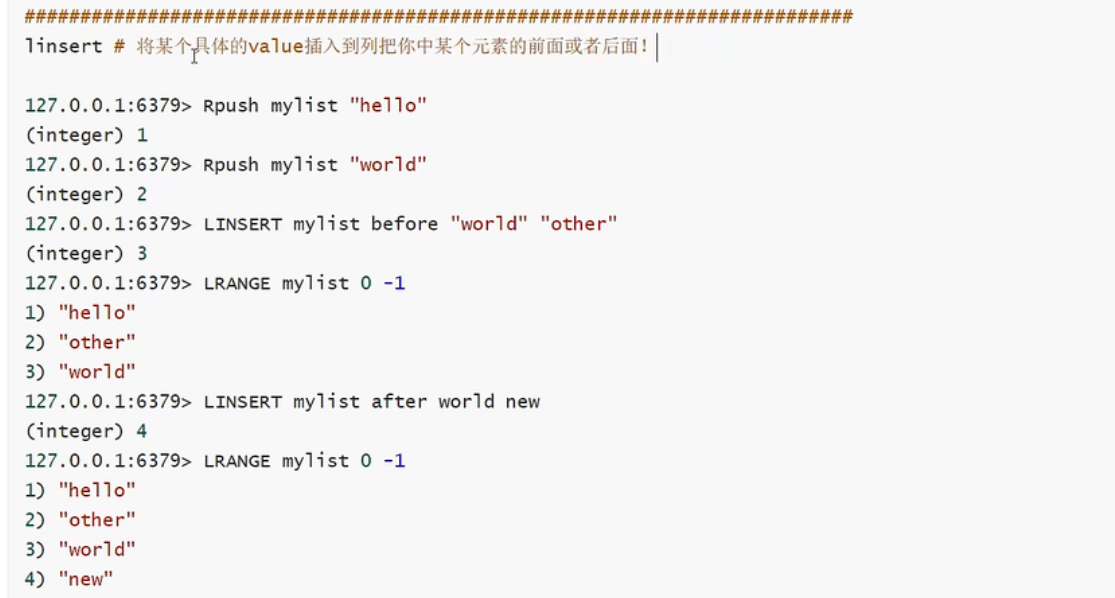 ##########################################################################
linsert # 将某个具体的value插入到列把你中某个元素的前面或者后面!
127.0.0.1:6379> Rpush mylist "hello"
(integer) 1
127.0.0.1:6379> Rpush mylist "world"
(integer) 2
127.0.0.1:6379> LINSERT mylist before "world" "other"
(integer) 3
127.0.0.1:6379> LRANGE mylist 0 -1
1) "hello"
2) "other"
3) "world"
127.0.0.1:6379> LINSERT mylist after world new
(integer) 4
127.0.0.1:6379> LRANGE mylist 0 -1
1) "hello"
2) "other"
3) "world"
4) "new"